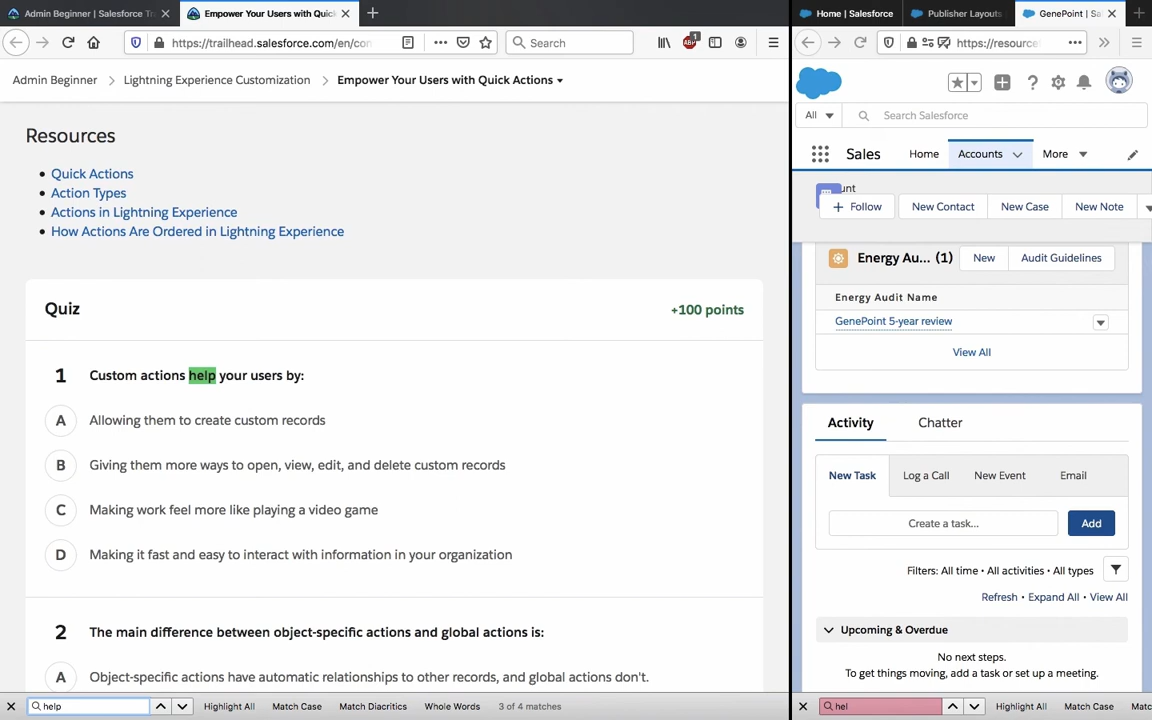 Admin Beginner | Salesforce Tr
Empower Your Users with Quic
https://trailhead.salesforce.com/en/con
Search
1
Admin Beginner > Lightning Experience Customization > Empower Your Users with Quick Actions
Resources
Quick Actions
Action Types
Actions in Lightning Experience
How Actions Are Ordered in Lightning Experience
Quiz
+100 points
1 Custom actions help your users by:
A Allowing them to create custom records
B Giving them more ways to open, view, edit, and delete custom records
C Making work feel more like playing a video game
D Making it fast and easy to interact with information in your organization
2 The main difference between object-specific actions and global actions is:
A Object-specific actions have automatic relationships to other records, and global actions don't.
help
Highlight All Match Case Match Diacritics Whole Words 3 of 4 matches
Home | Salesforce
Publisher Layouts
GenePoint | Sa
https://resource
All
Search Salesforce
Sales Home Accounts More
unt
+ Follow New Contact New Case New Note
Energy Au... (1) New Audit Guidelines
Energy Audit Name
GenePoint 5-year review
View All
Activity Chatter
New Task Log a Call New Event Email
Create a task... Add
Filters: All time • All activities • All types
Refresh • Expand All • View All
Upcoming & Overdue
No next steps.
To get things moving, add a task or set up a meeting.
hel
Highlight All Match Case Matc